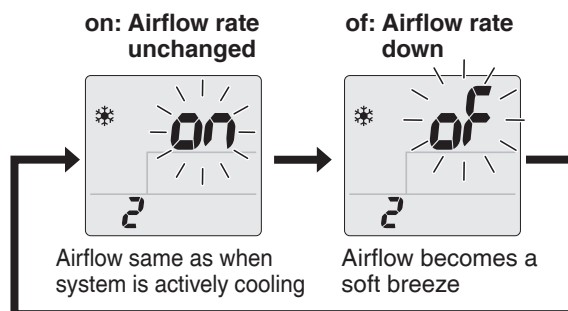 on: Airflow rate
unchanged
of: Airflow rate
down
on
2
oF
2
Airflow same as when
system is actively cooling
Airflow becomes a
soft breeze